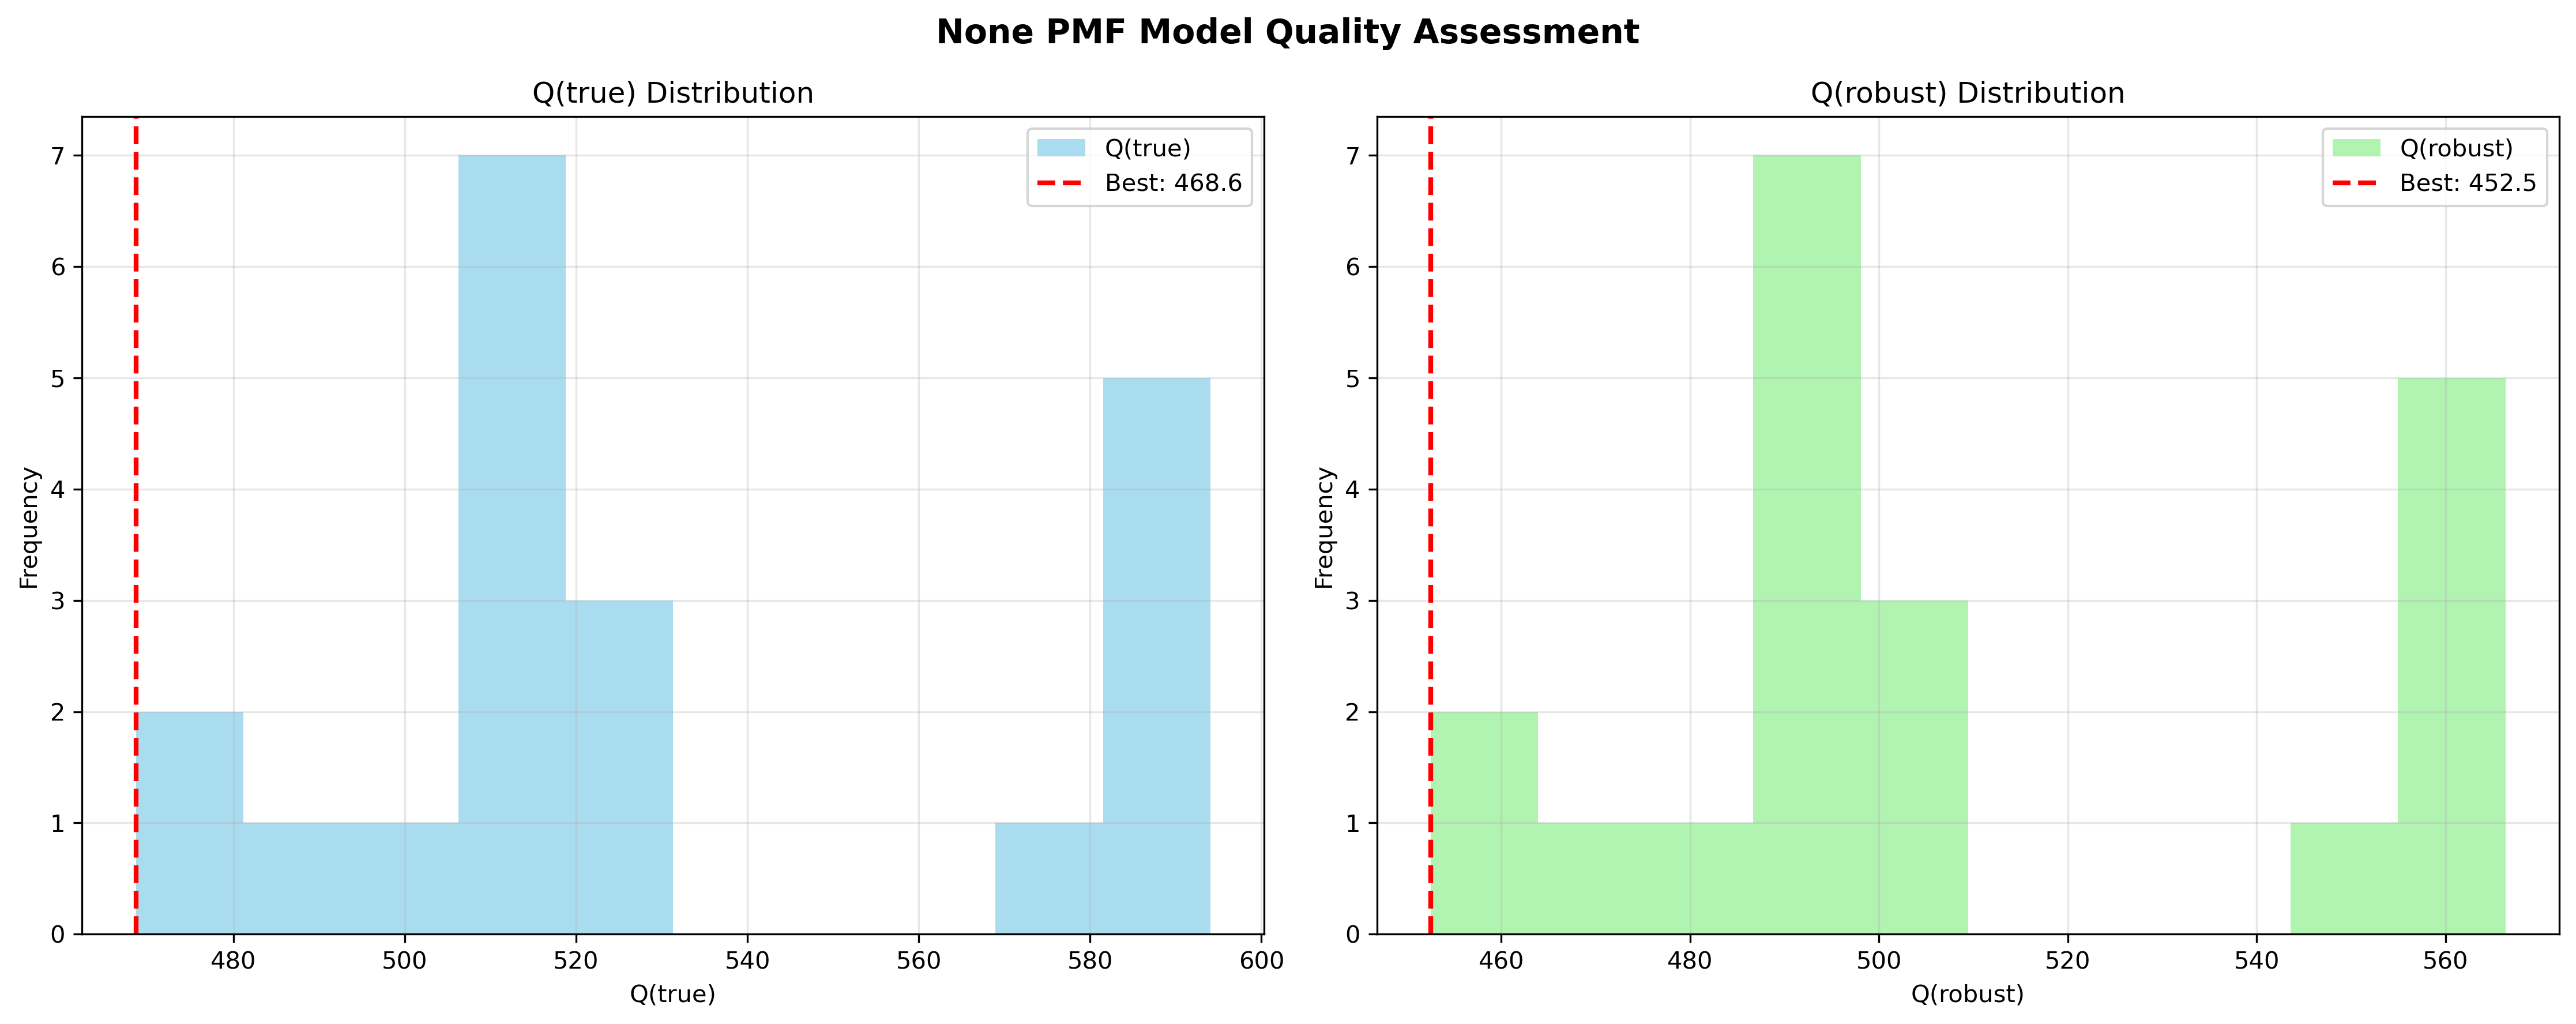 None PMF Model Quality Assessment
Q(true) Distribution
Q(true)
Best: 468.6
7
6
5
4
3
2
1
0
Frequency
480 500 520 540 560 580 600
Q(true)
Q(robust) Distribution
Q(robust)
Best: 452.5
7
6
5
4
3
2
1
0
Frequency
460 480 500 520 540 560
Q(robust)